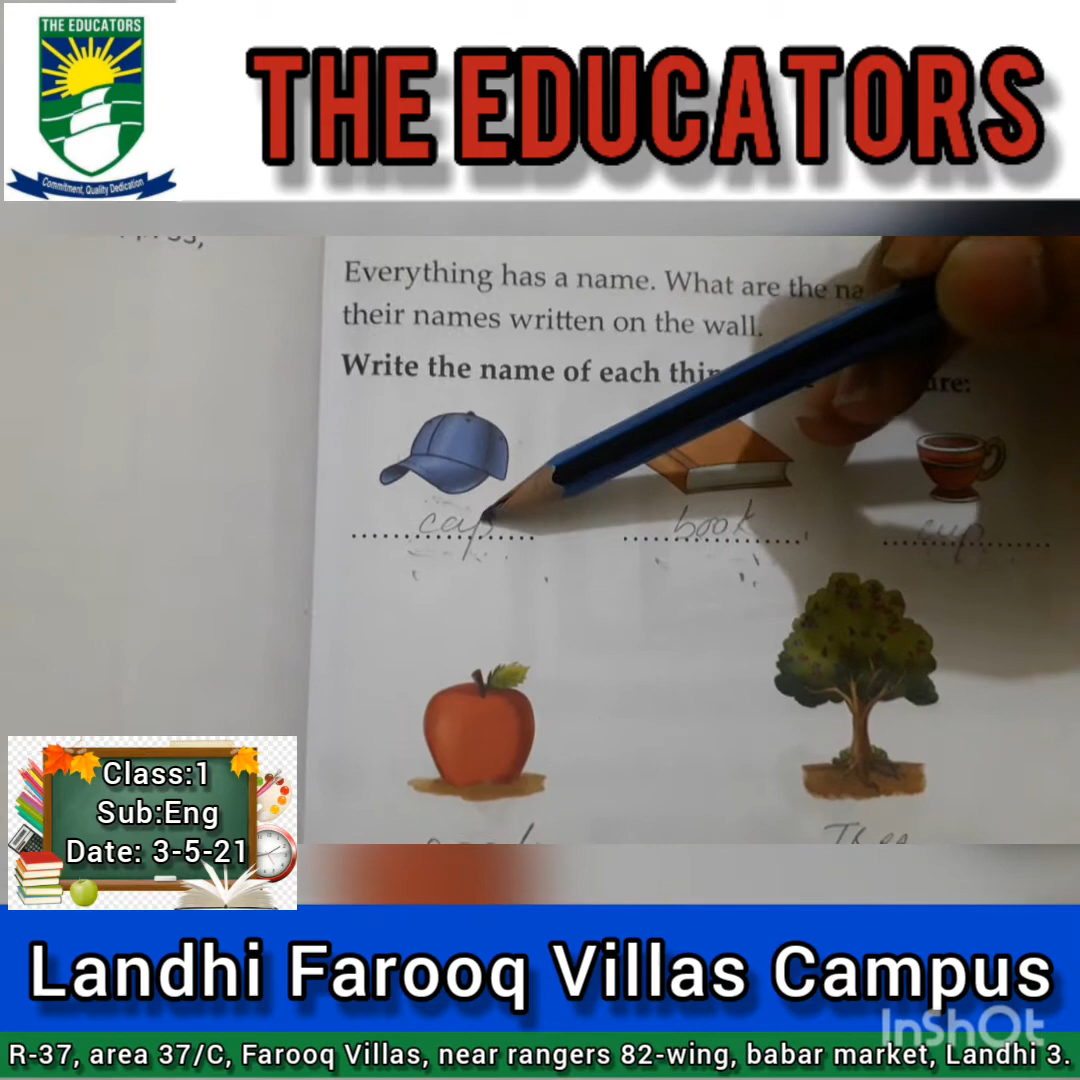 THE EDUCATORS
Commitment, Quality Dedication
THE EDUCATORS
Everything has a name. What are the na
their names written on the wall.
Write the name of each thin ure:
cap book cup
Class:1
Sub:Eng
Date: 3-5-21
Landhi Farooq Villas Campus
InShOt
R-37, area 37/C, Farooq Villas, near rangers 82-wing, babar market, Landhi 3.